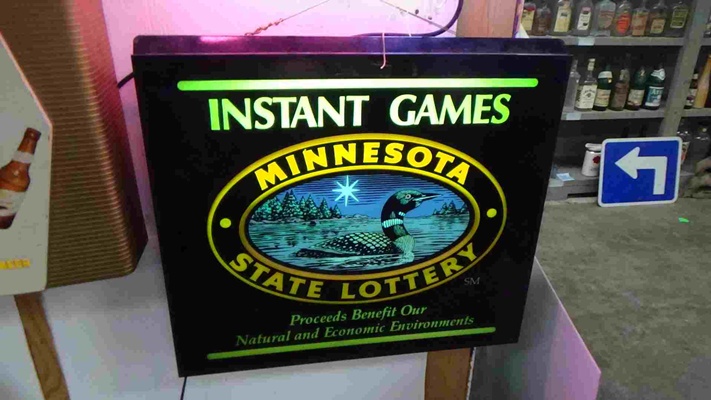 INSTANT GAMES
MINNESOTA
STATE LOTTERY
SM
Proceeds Benefit Our
Natural and Economic Environments